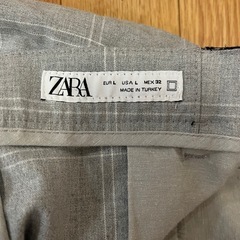 ZARA
EUR L USA L MEX 32
MADE IN TURKEY